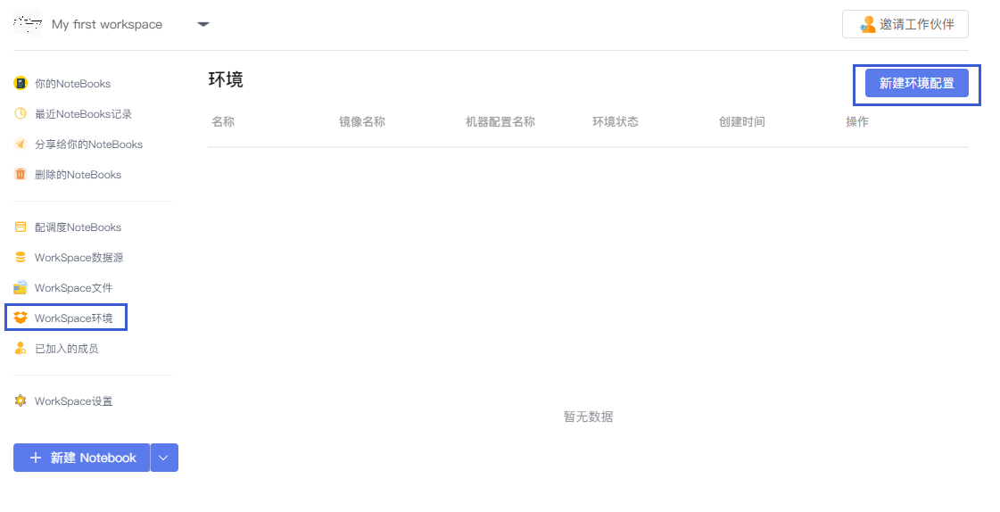 My first workspace
邀请工作伙伴
你的NoteBooks
最近NoteBooks记录
分享给你的NoteBooks
删除的NoteBooks
配调度NoteBooks
WorkSpace数据源
WorkSpace文件
WorkSpace环境
已加入的成员
WorkSpace设置
新建 Notebook
环境
新建环境配置
名称 镜像名称 机器配置名称 环境状态 创建时间 操作
暂无数据